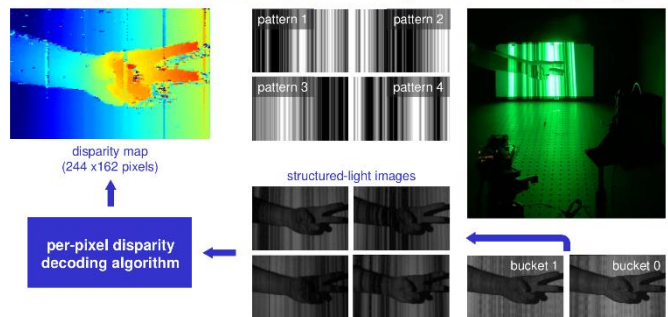 pattern 1
pattern 2
pattern 3
pattern 4
disparity map
(244 x162 pixels)
structured-light images
per-pixel disparity
decoding algorithm
bucket 1
bucket 0